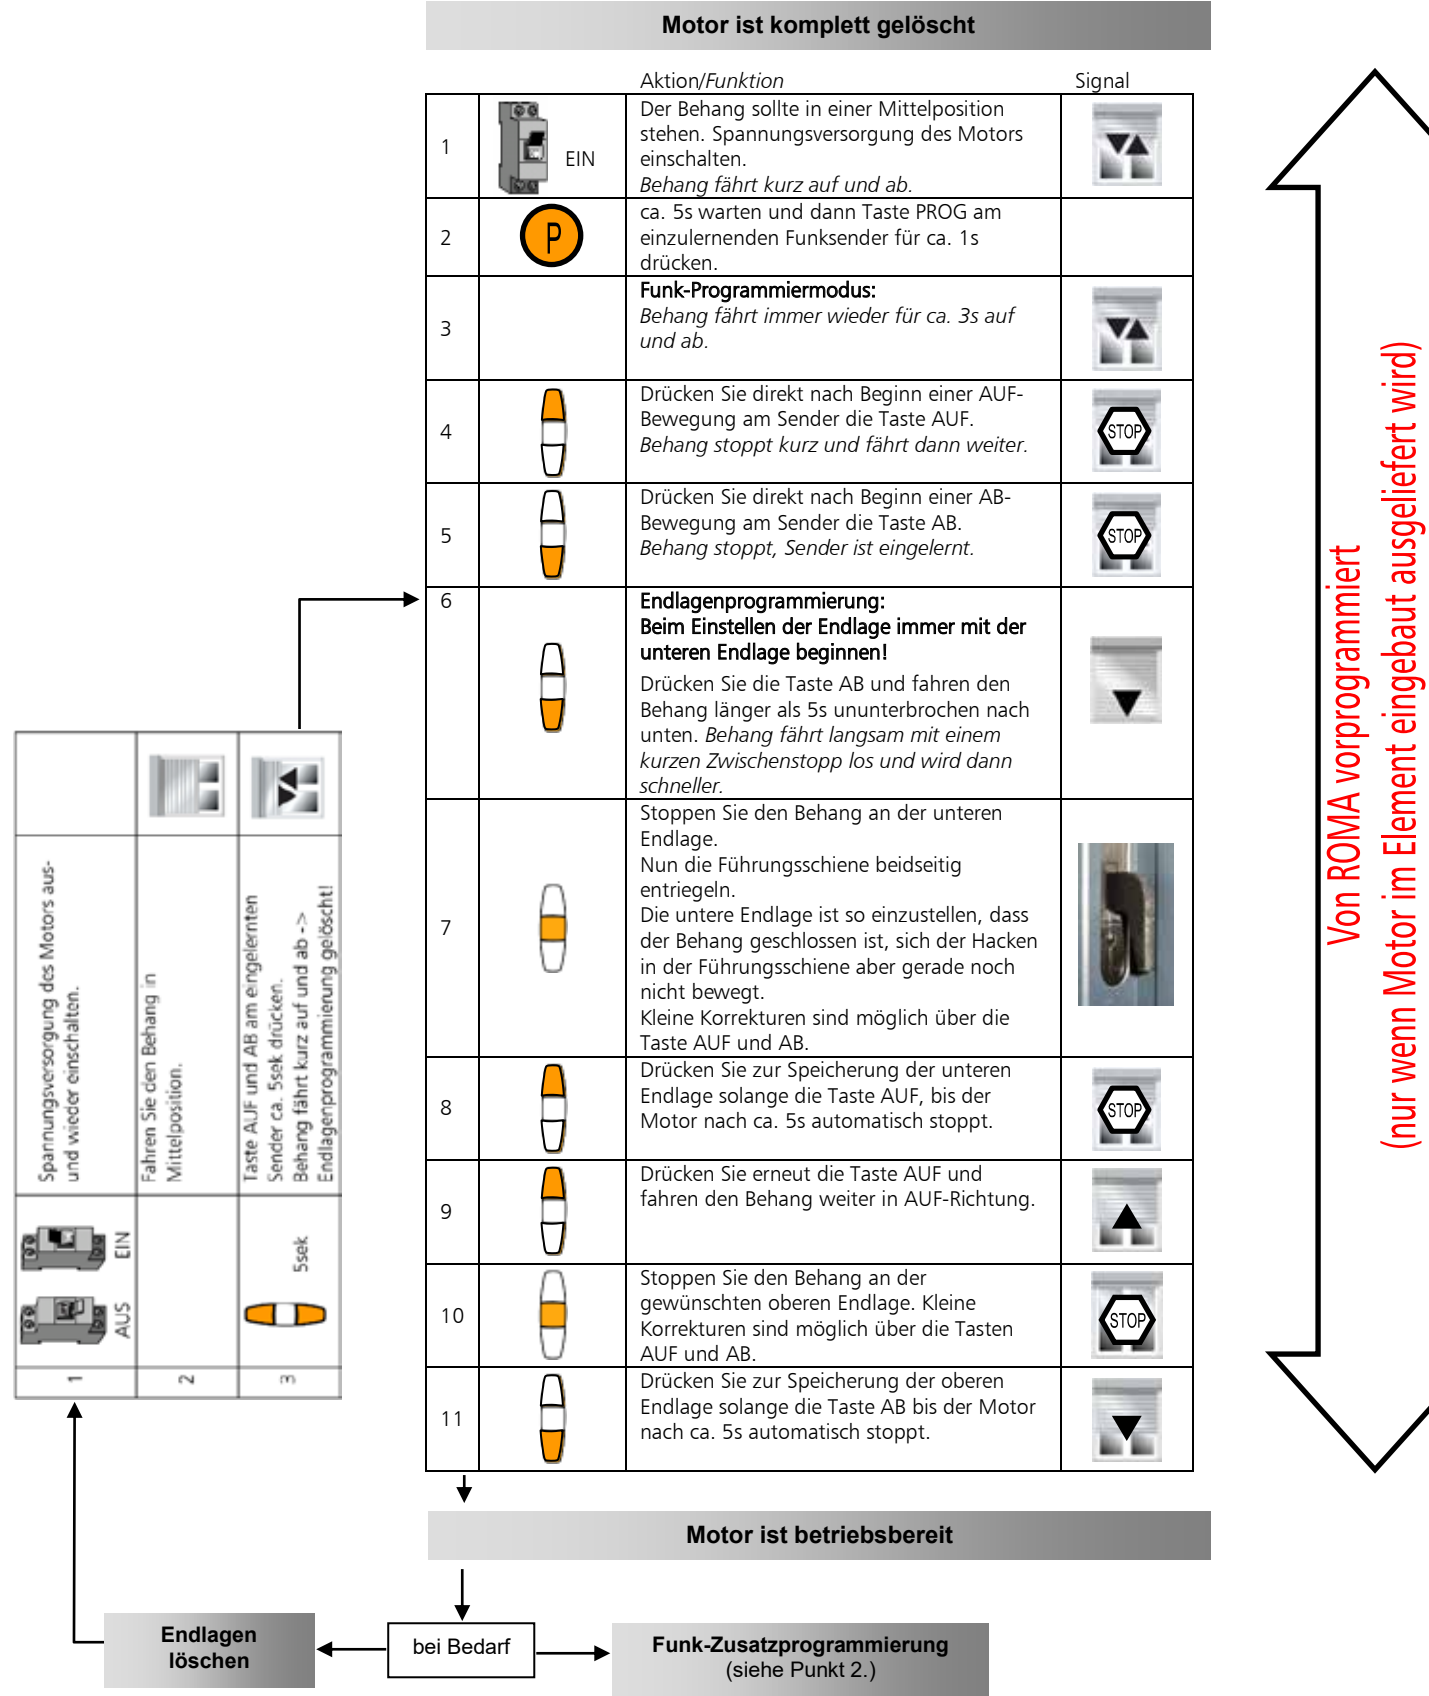 Motor ist komplett gelöscht
Aktion/Funktion
Signal
1
EIN
Der Behang sollte in einer Mittelposition
stehen. Spannungsversorgung des Motors
einschalten.
Behang fährt kurz auf und ab.
2
P
ca. 5s warten und dann Taste PROG am
einzulernenden Funksender für ca. 1s
drücken.
3
Funk-Programmiermodus:
Behang fährt immer wieder für ca. 3s auf
und ab.
4
Drücken Sie direkt nach Beginn einer AUF-
Bewegung am Sender die Taste AUF.
Behang stoppt kurz und fährt dann weiter.
STOP
5
Drücken Sie direkt nach Beginn einer AB-
Bewegung am Sender die Taste AB.
Behang stoppt, Sender ist eingelernt.
STOP
6
Endlagenprogrammierung:
Beim Einstellen der Endlage immer mit der
unteren Endlage beginnen!
Drücken Sie die Taste AB und fahren den
Behang länger als 5s ununterbrochen nach
unten. Behang fährt langsam mit einem
kurzen Zwischenstopp los und wird dann
schneller.
7
Stoppen Sie den Behang an der unteren
Endlage.
Nun die Führungsschiene beidseitig
entriegeln.
Die untere Endlage ist so einzustellen, dass
der Behang geschlossen ist, sich der Hacken
in der Führungsschiene aber gerade noch
nicht bewegt.
Kleine Korrekturen sind möglich über die
Taste AUF und AB.
8
Drücken Sie zur Speicherung der unteren
Endlage solange die Taste AUF, bis der
Motor nach ca. 5s automatisch stoppt.
STOP
9
Drücken Sie erneut die Taste AUF und
fahren den Behang weiter in AUF-Richtung.
10
Stoppen Sie den Behang an der
gewünschten oberen Endlage. Kleine
Korrekturen sind möglich über die Tasten
AUF und AB.
STOP
11
Drücken Sie zur Speicherung der oberen
Endlage solange die Taste AB bis der Motor
nach ca. 5s automatisch stoppt.
Motor ist betriebsbereit
bei Bedarf
Endlagen
löschen
Funk-Zusatzprogrammierung
(siehe Punkt 2.)
1
AUS
EIN
Spannungsversorgung des Motors aus-
und wieder einschalten.
2
Fahren Sie den Behang in
Mittelposition.
3
5sek
Taste AUF und AB am eingelernten
Sender ca. 5sek drücken.
Behang fährt kurz auf und ab ->
Endlagenprogrammierung gelöscht!
Von ROMA vorprogrammiert
(nur wenn Motor im Element eingebaut ausgeliefert wird)